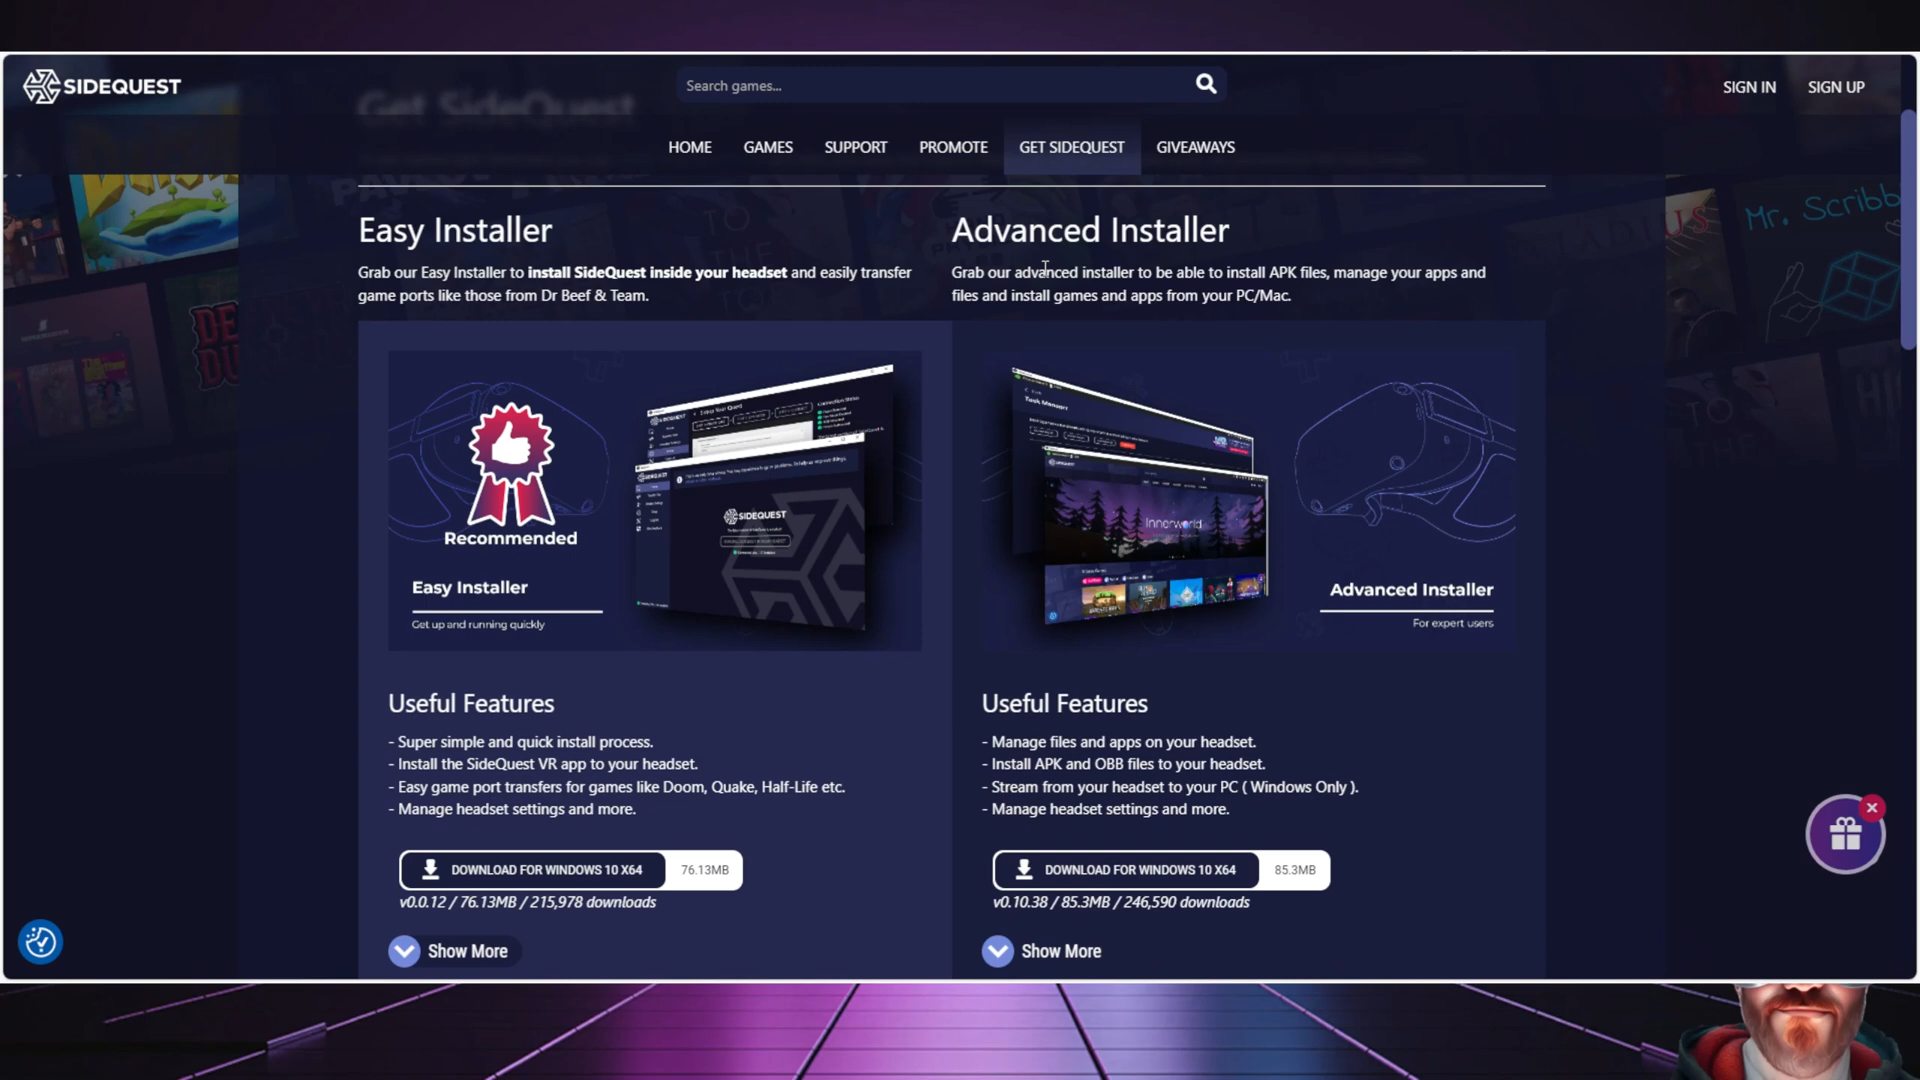 SIDEQUEST
Search games...
SIGN IN
SIGN UP
Get SideQuest
HOME
GAMES
SUPPORT
PROMOTE
GET SIDEQUEST
GIVEAWAYS
Easy Installer
Grab our Easy Installer to install SideQuest inside your headset and easily transfer
game ports like those from Dr Beef & Team.
Advanced Installer
Grab our advanced installer to be able to install APK files, manage your apps and
files and install games and apps from your PC/Mac.
Mr. Scribb
Recommended
Easy Installer
Get up and running quickly
SIDEQUEST
Innerworld
Advanced Installer
For expert users
Useful Features
- Super simple and quick install process.
- Install the SideQuest VR app to your headset.
- Easy game port transfers for games like Doom, Quake, Half-Life etc.
- Manage headset settings and more.
DOWNLOAD FOR WINDOWS 10 X64
76.13MB
v0.0.12 / 76.13MB / 215,978 downloads
Show More
Useful Features
- Manage files and apps on your headset.
- Install APK and OBB files to your headset.
- Stream from your headset to your PC ( Windows Only ).
- Manage headset settings and more.
DOWNLOAD FOR WINDOWS 10 X64
85.3MB
v0.10.38 / 85.3MB / 246,590 downloads
Show More